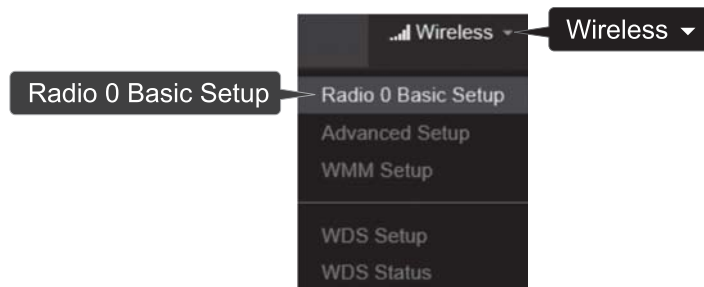 Wireless
Wireless
Radio 0 Basic Setup
Radio 0 Basic Setup
Advanced Setup
WMM Setup
WDS Setup
WDS Status